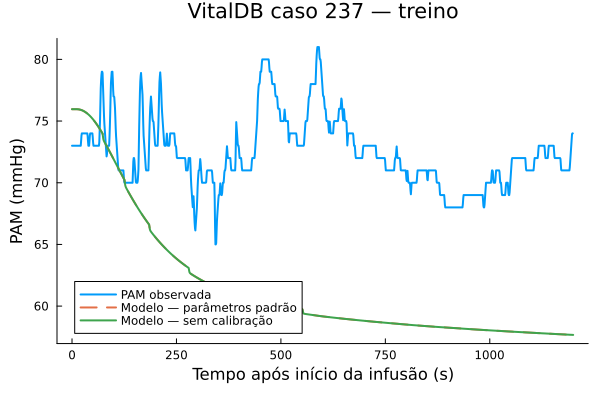 VitalDB caso 237 — treino
PAM (mmHg)
80
75
70
65
60
PAM observada
Modelo — parâmetros padrão
Modelo — sem calibração
0
250
500
750
1000
Tempo após início da infusão (s)